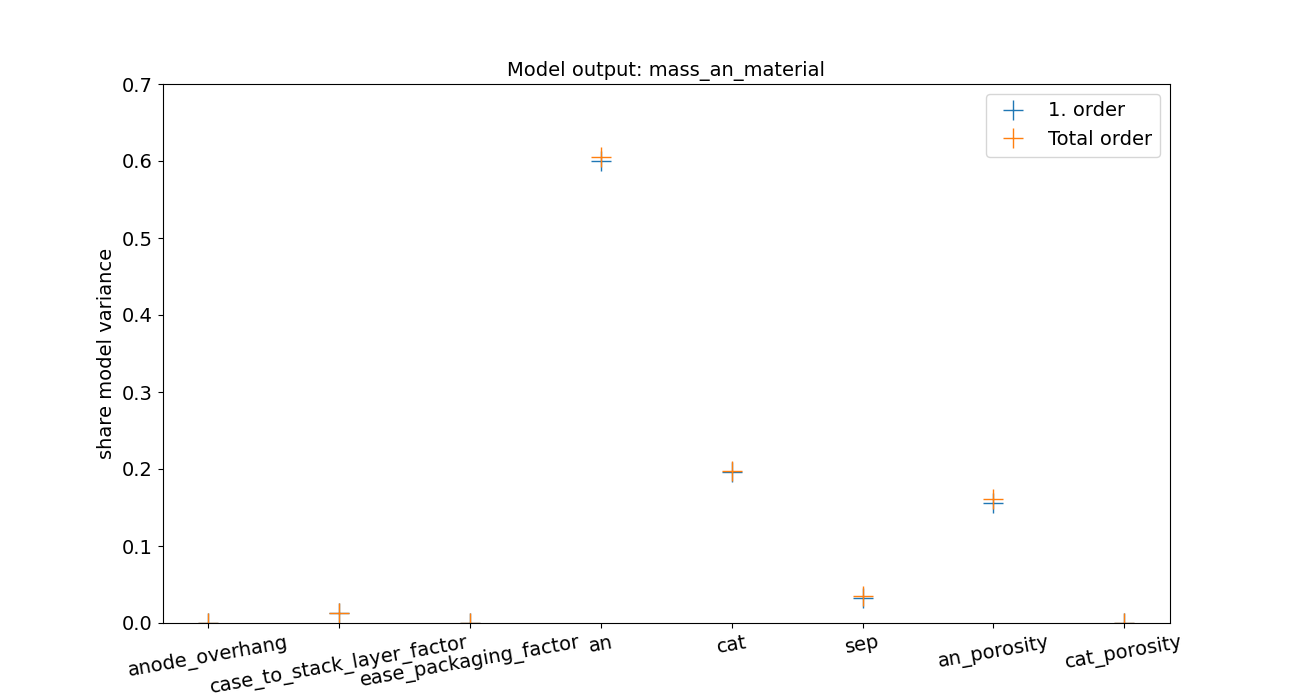 Model output: mass_an_material
1. order
Total order
share model variance
0.7
0.6
0.5
0.4
0.3
0.2
0.1
0.0
anode_overhang
case_to_stack_layer_factor
ease_packaging_factor
an
cat
sep
an_porosity
cat_porosity